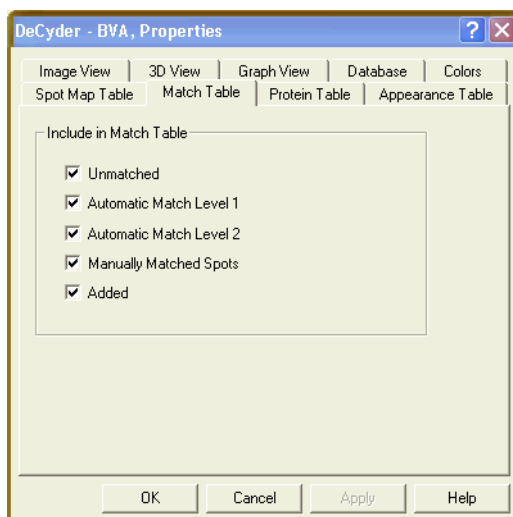 DeCyder - BVA, Properties
Image View 3D View Graph View Database Colors
Spot Map Table Match Table Protein Table Appearance Table
Include in Match Table
Unmatched
Automatic Match Level 1
Automatic Match Level 2
Manually Matched Spots
Added
OK Cancel Apply Help